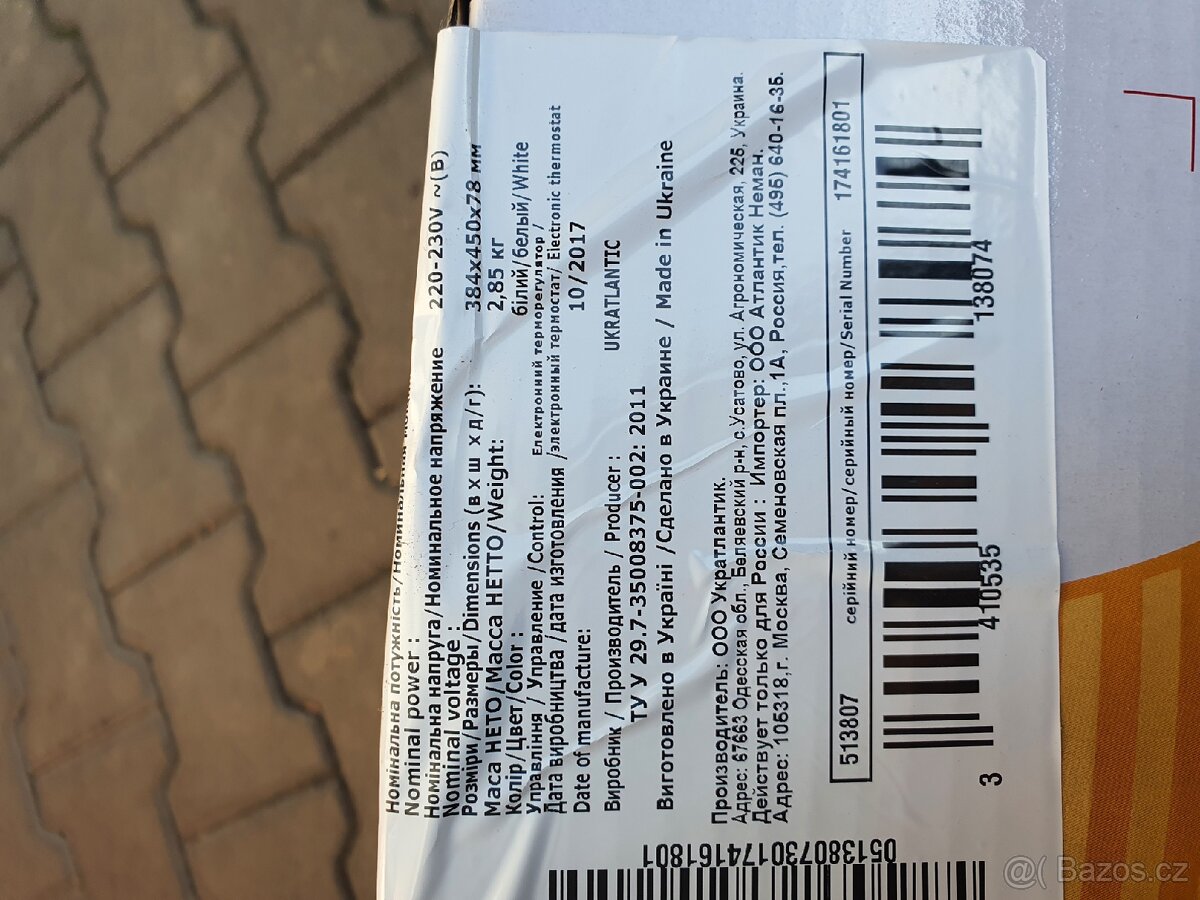 Номінальна потужність/Номинальная
Nominal power :
Номінальна напруга/Номинальное напряжение 220-230V ~(В)
Nominal voltage :
Розміри/Размеры/Dimensions (в х ш х д/г): 384x450x78 мм
Маса НЕТО/Масса НЕТТО/Weight: 2,85 кг
Колір/Цвет/Color : білий/белый/White
Управління / Управление /Control: Електронний терморегулятор /
/электронный термостат/ Electronic thermostat
Дата виробництва /дата изготовления
Date of manufacture: 10/2017
Виробник / Производитель / Producer : UKRATLANTIC
ТУ У 29.7-35008375-002: 2011
Виготовлено в Україні /Сделано в Украине / Made in Ukraine
Производитель: ООО Укратлантик.
Адрес: 67663 Одесская обл., Беляевский р-н, с.Усатово, ул. Агрономическая, 225, Украина.
Действует только для России : Импортер: ООО Атлантик Неман.
Адрес: 105318,г. Москва, Семеновская пл.,1А, Россия,тел. (495) 640-16-35.
513807 серійний номер/серийный номер/Serial Number 174161801
3 410535 138074
051380730174161801
@( Bazos.cz